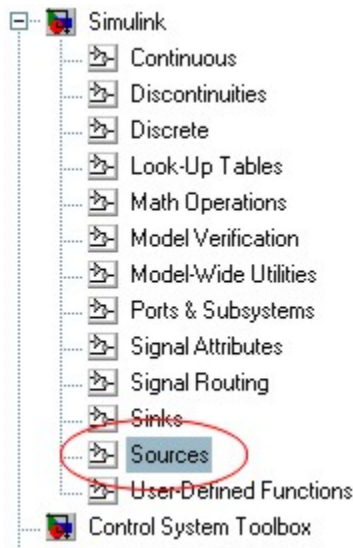 Simulink
Continuous
Discontinuities
Discrete
Look-Up Tables
Math Operations
Model Verification
Model-Wide Utilities
Ports & Subsystems
Signal Attributes
Signal Routing
Sinks
Sources
User-Defined Functions
Control System Toolbox